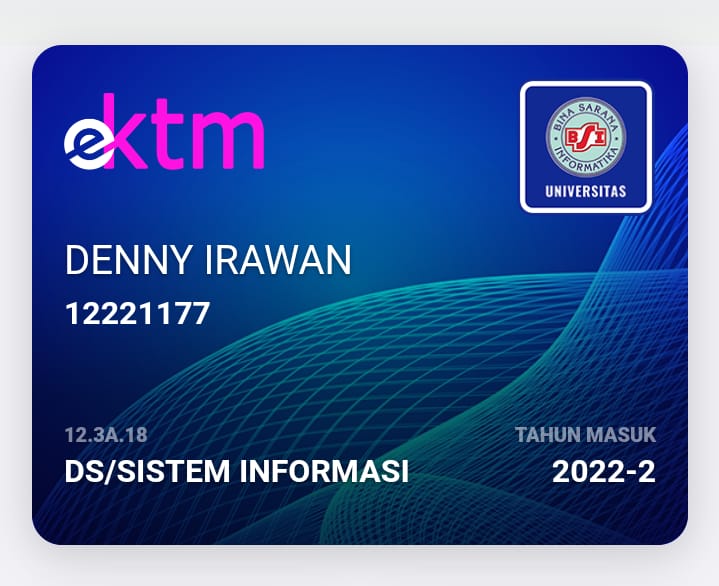 ektm
BINA SARANA
BSI
INFORMATIKA
UNIVERSITAS
DENNY IRAWAN
12221177
12.3A.18
TAHUN MASUK
DS/SISTEM INFORMASI
2022-2